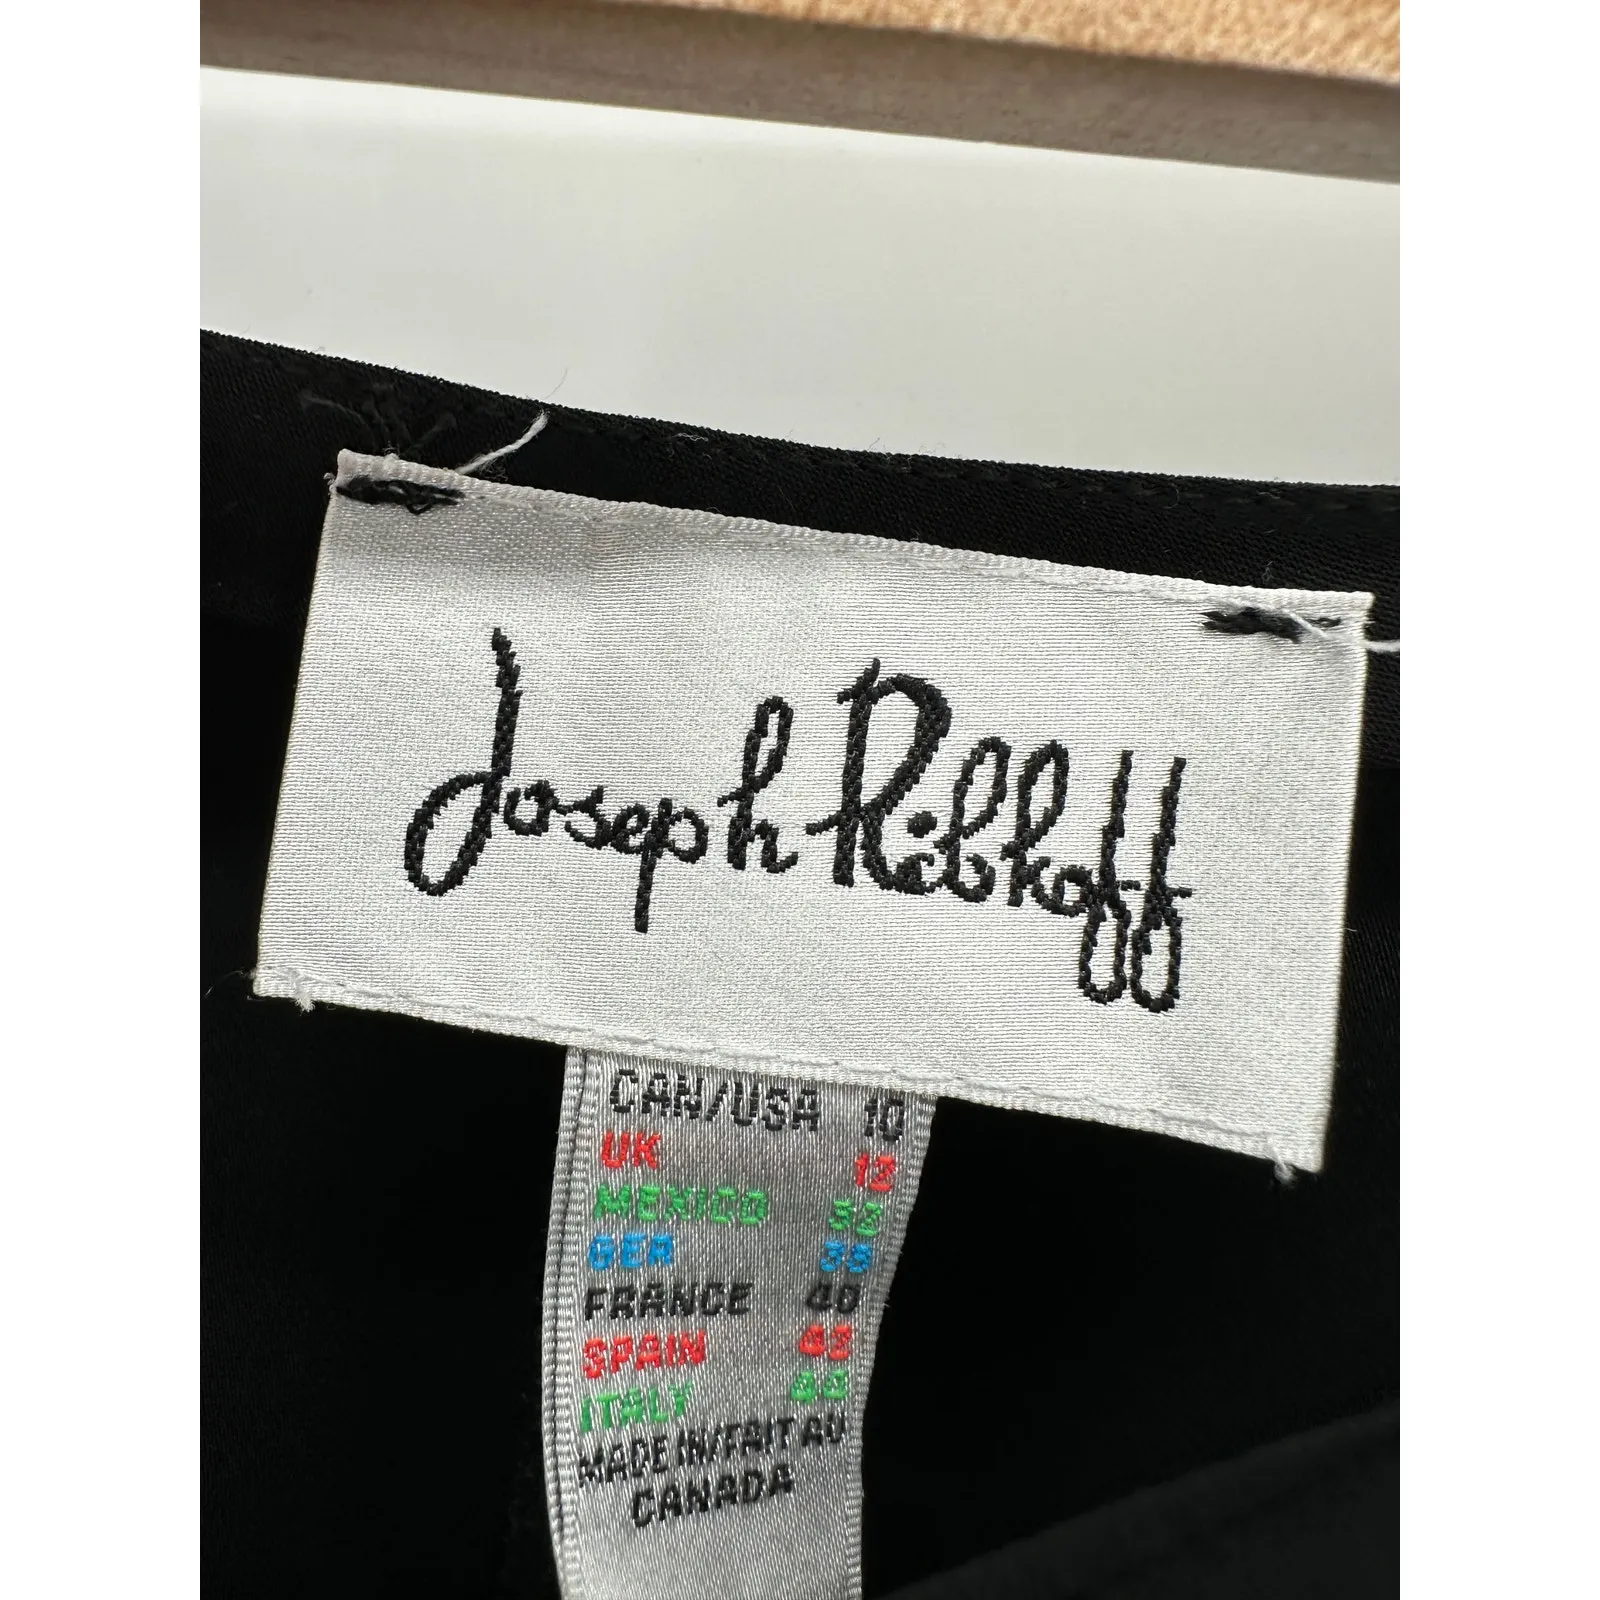 Joseph Ribkoff
CAN/USA 10
UK 12
MEXICO 32
GER 38
FRANCE 40
SPAIN 42
ITALY 44
MADE IN/FAIT AU
CANADA